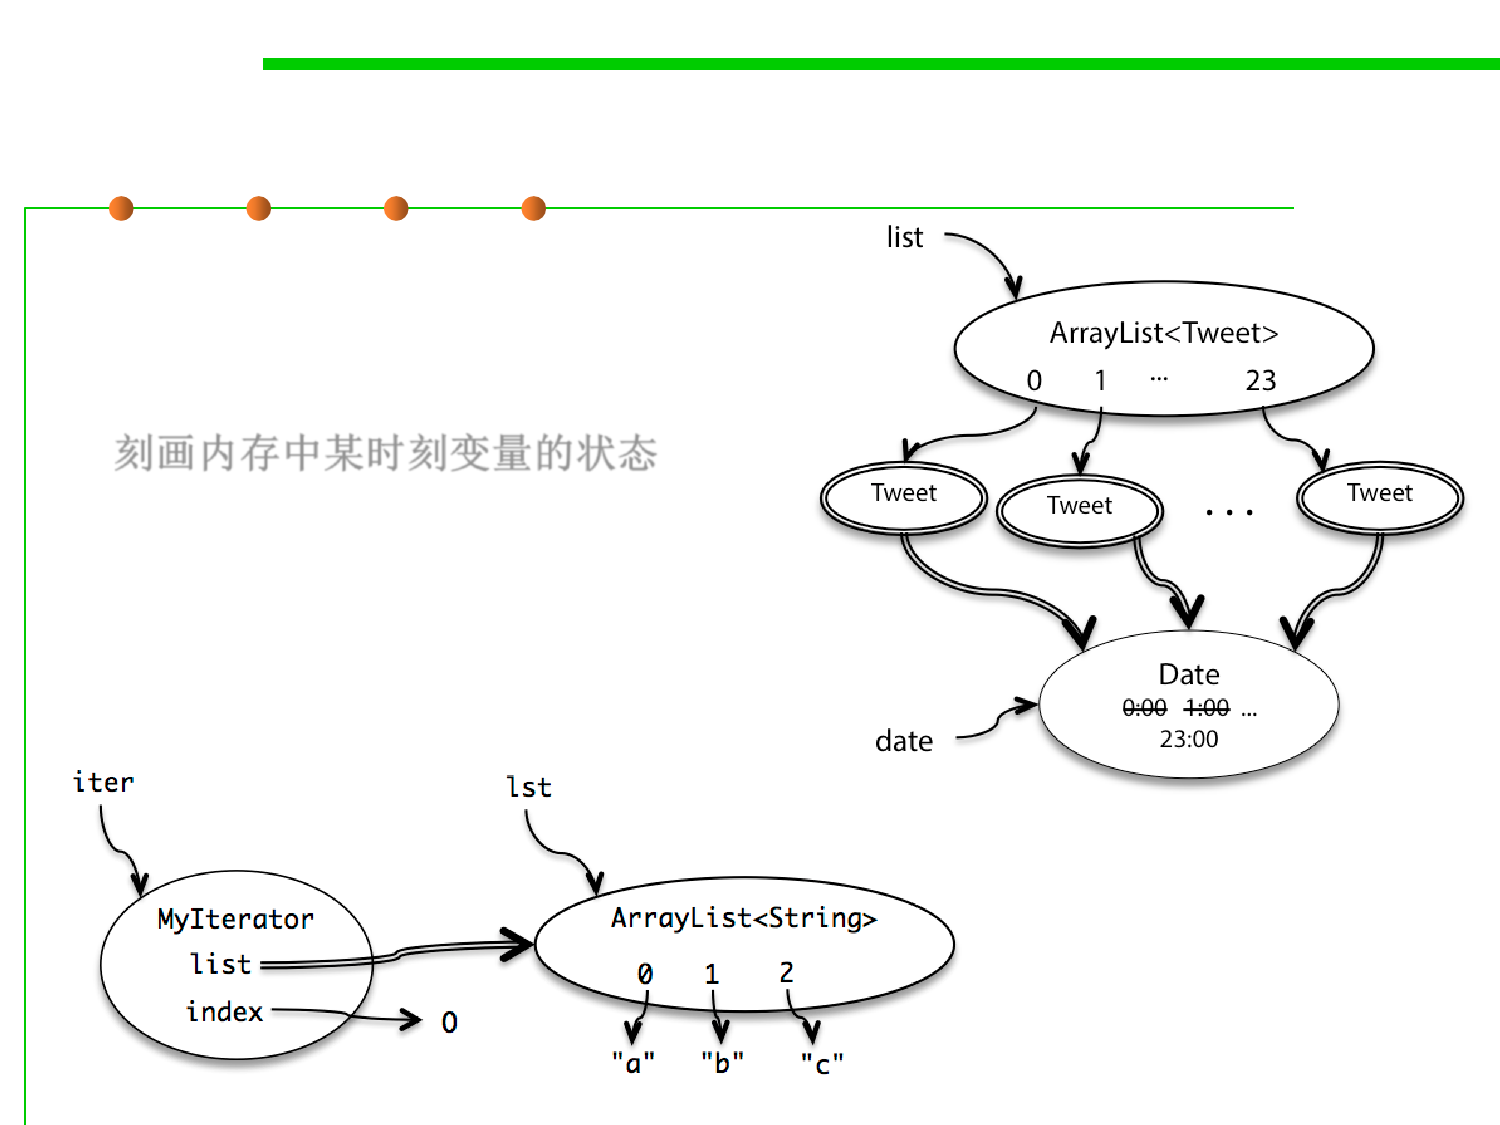 list
ArrayList<Tweet>
0 1 ... 23
刻画内存中某时刻变量的状态
Tweet Tweet ... Tweet
Date
0:00 1:00 ...
23:00
date
iter
lst
MyIterator
list
index
0
ArrayList<String>
0 1 2
"a" "b" "c"